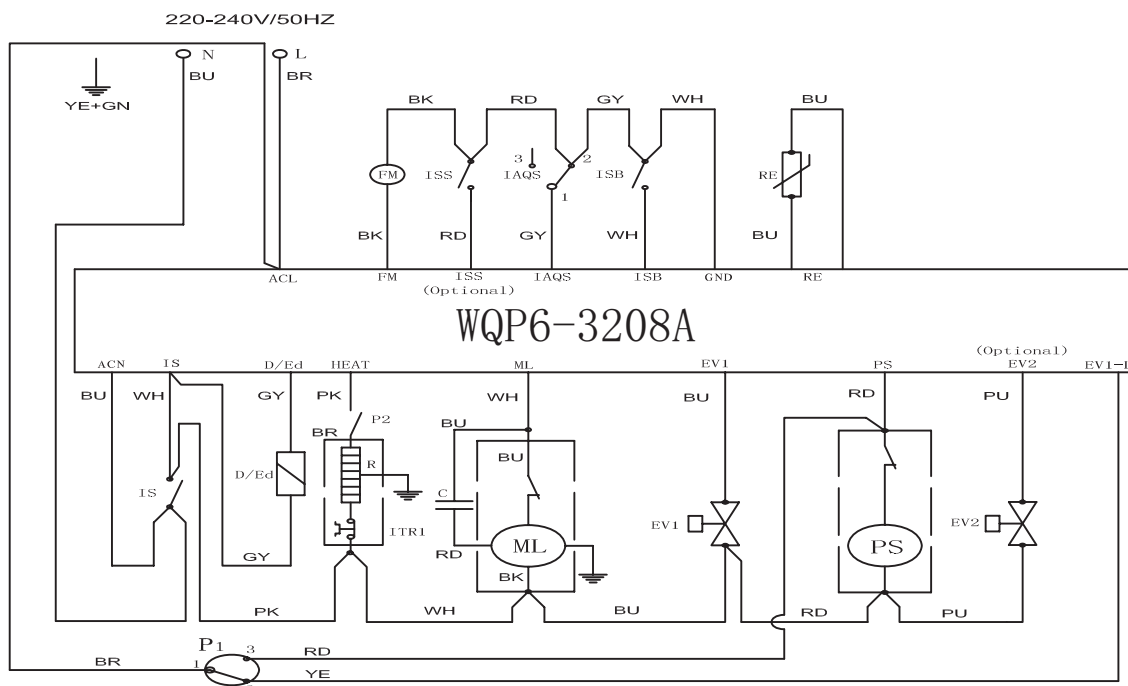 220-240V/50HZ
N L
BU BR
YE+GN
BK RD GY WH BU
FM ISS 3 IAQS 2 1 ISB RE
BK RD GY WH BU
ACL FM ISS IAQS ISB GND RE
(Optional)
WQP6-3208A
(Optional)
ACN IS D/Ed HEAT ML EV1 PS EV2 EV1-L
BU WH GY PK WH BU RD PU
P2
BR BU
R BU
D/Ed
IS C
ITR1 EV1 EV2
RD ML PS
GY BK
PK WH BU RD PU
P1
BR 1 3 RD
YE